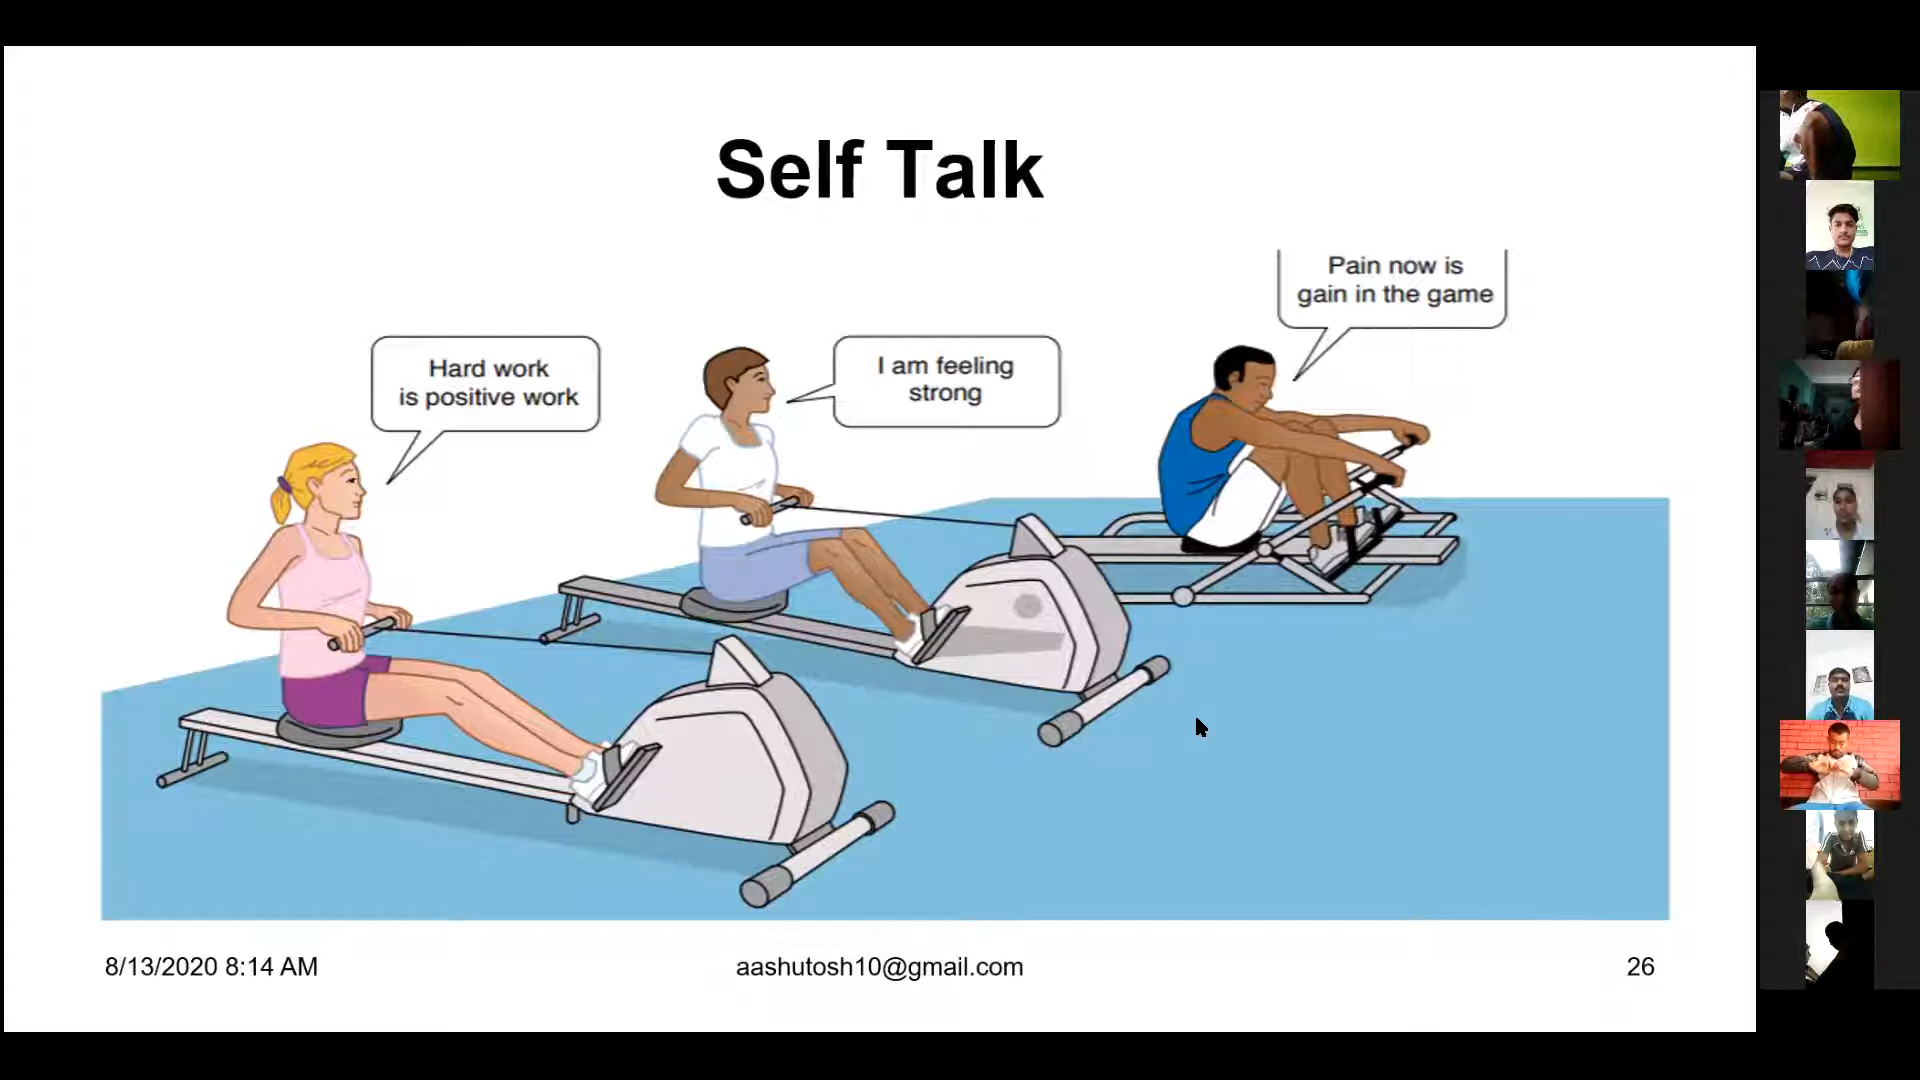 Self Talk
Pain now is
gain in the game
Hard work
is positive work
I am feeling
strong
8/13/2020 8:14 AM
aashutosh10@gmail.com
26